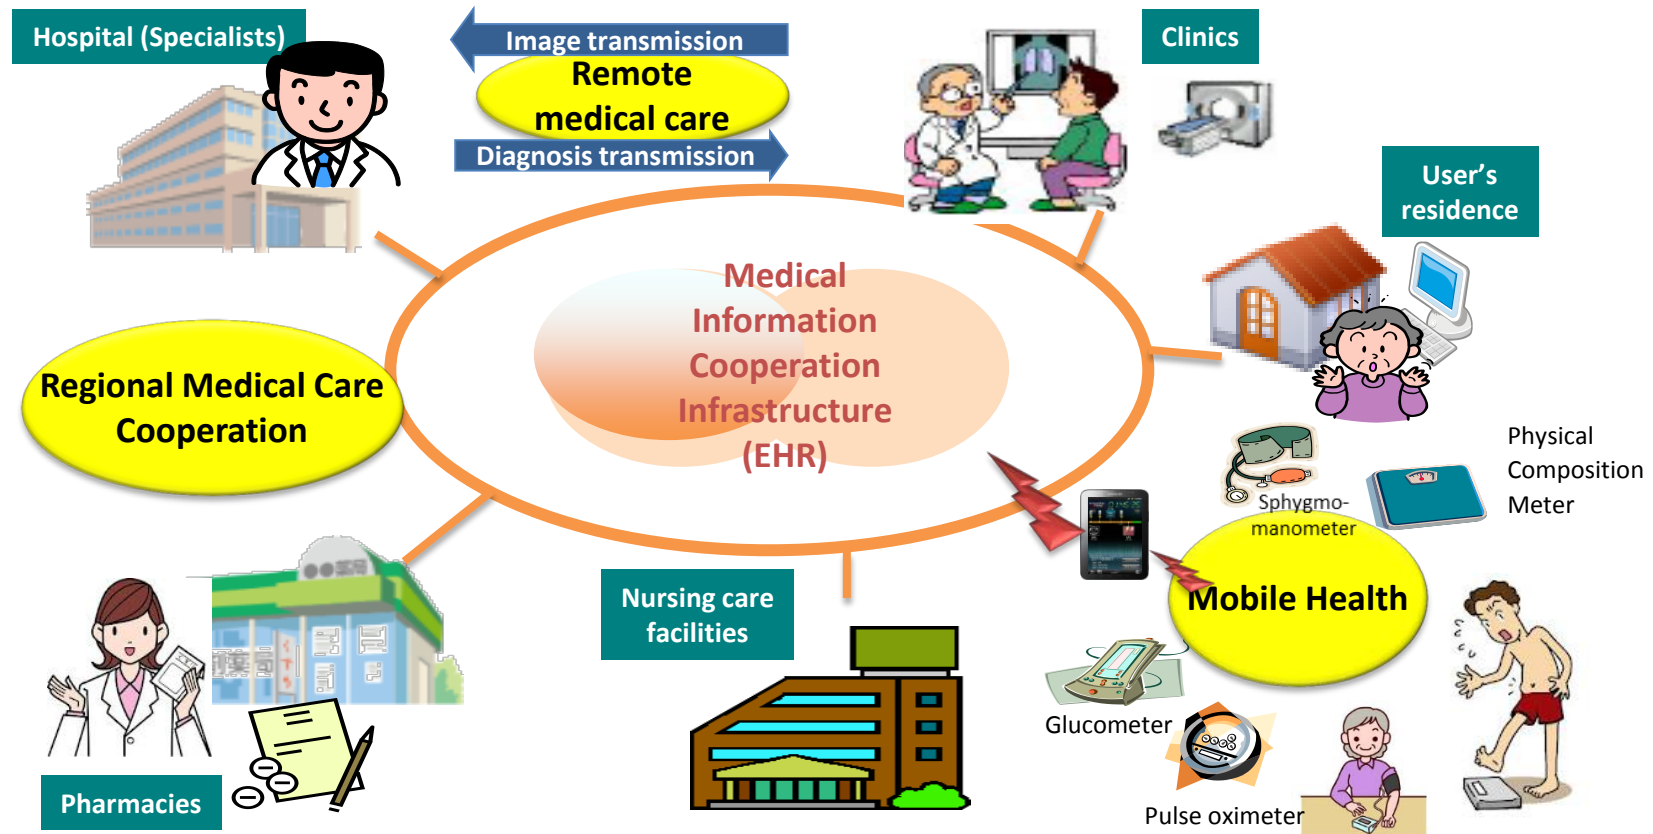 Hospital (Specialists)
Image transmission
Remote
medical care
Diagnosis transmission
Clinics
User’s
residence
Medical
Information
Cooperation
Infrastructure
(EHR)
Regional Medical Care
Cooperation
Physical
Composition
Meter
Sphygmo-
manometer
Mobile Health
Nursing care
facilities
Glucometer
Pulse oximeter
Pharmacies